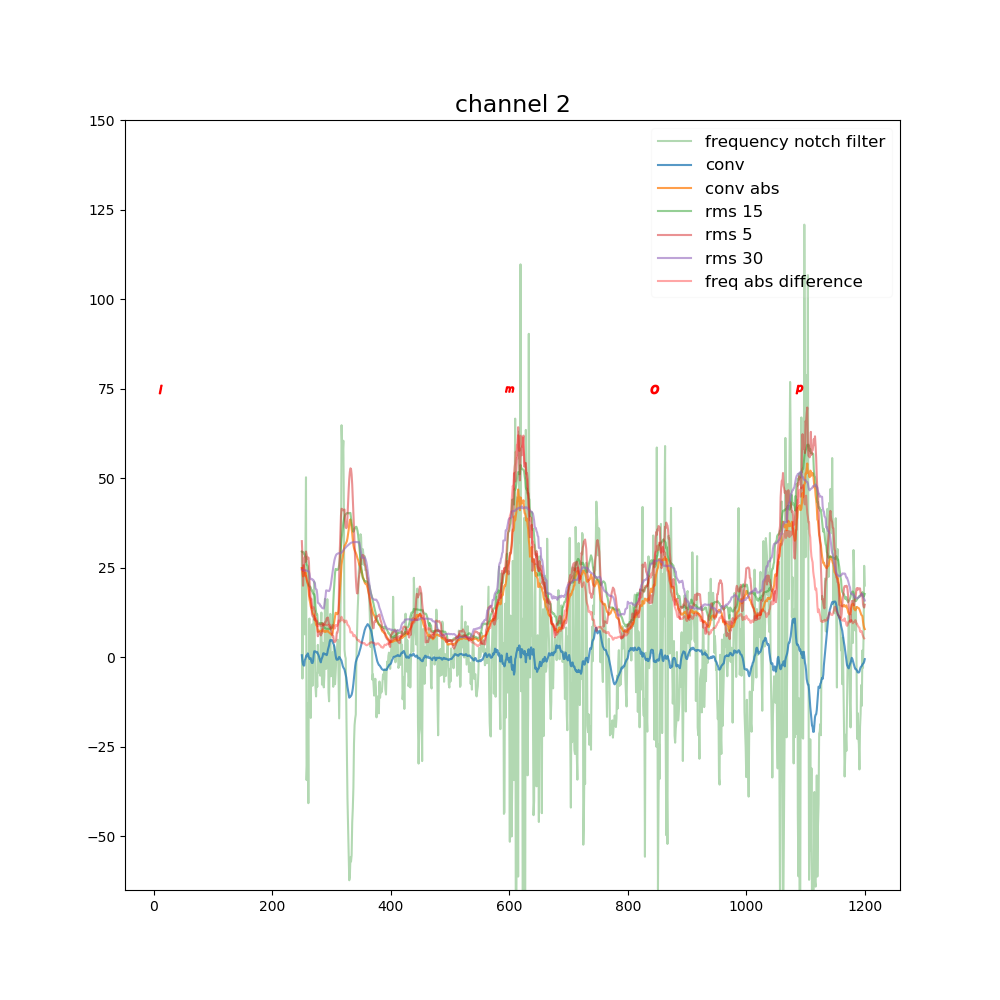 channel 2
150
125
100
75
50
25
0
−25
−50
frequency notch filter
conv
conv abs
rms 15
rms 5
rms 30
freq abs difference
l m o p
0 200 400 600 800 1000 1200